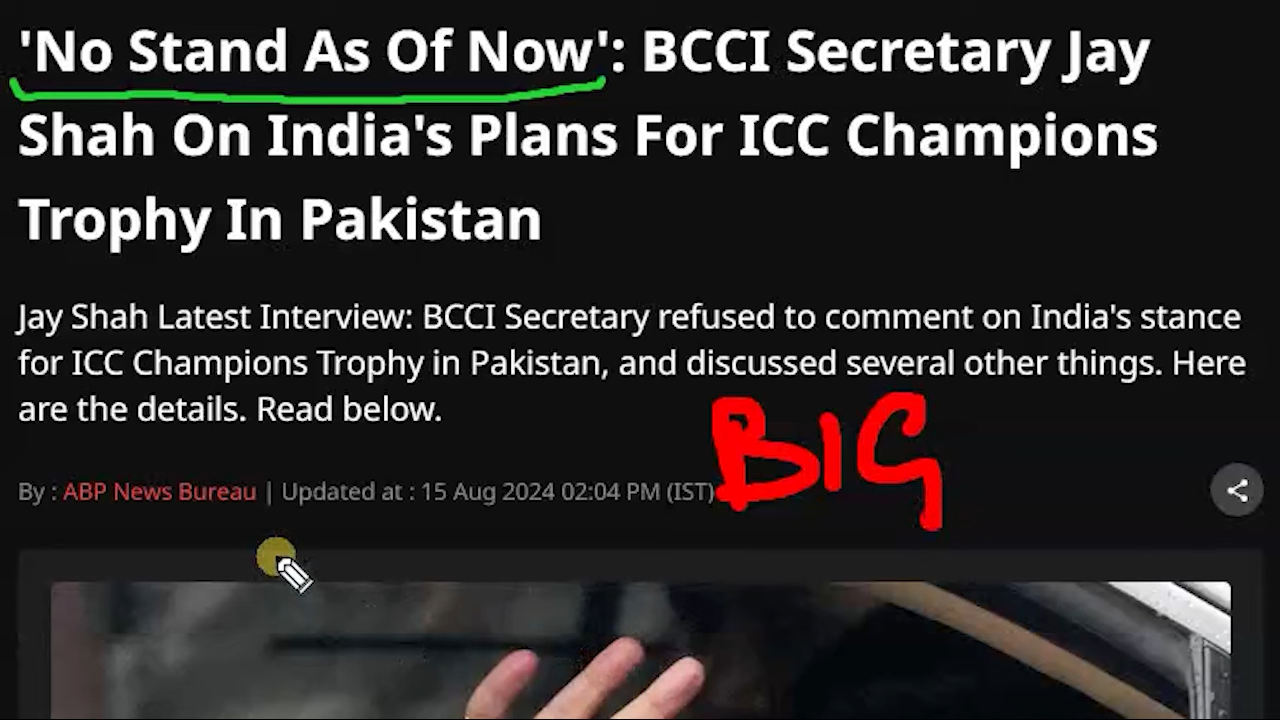 'No Stand As Of Now': BCCI Secretary Jay
Shah On India's Plans For ICC Champions
Trophy In Pakistan
Jay Shah Latest Interview: BCCI Secretary refused to comment on India's stance
for ICC Champions Trophy in Pakistan, and discussed several other things. Here
are the details. Read below.
BIG
By : ABP News Bureau | Updated at : 15 Aug 2024 02:04 PM (IST)